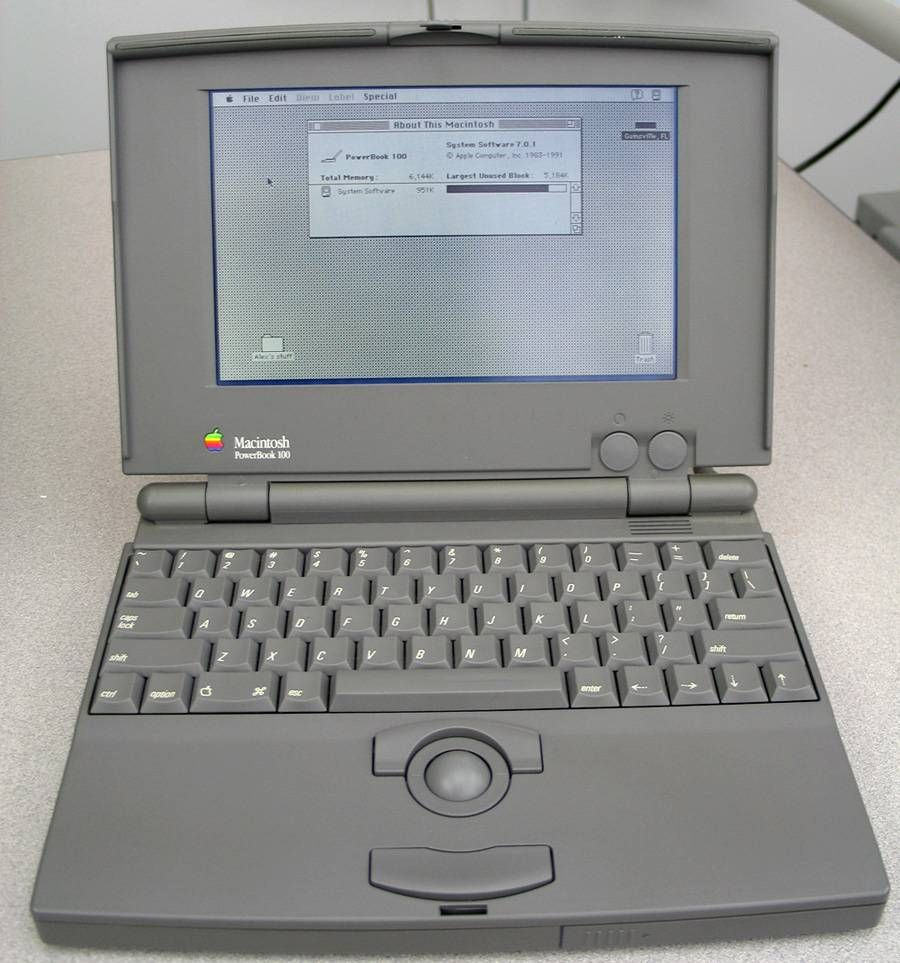 File Edit View Label Special
About This Macintosh
System Software 7.0.1
PowerBook 100
© Apple Computer, Inc. 1983-1991
Total Memory: 6,144K Largest Unused Block: 5,184K
System Software 951K
Alex's stuff
Trash
Macintosh
PowerBook 100
~ ! @ # $ % ^ & * ( ) — + delete
` 1 2 3 4 5 6 7 8 9 0 - =
tab Q W E R T Y U I O P { } |
[ ] \
caps lock A S D F G H J K L : " return
; '
shift Z X C V B N M < > ? shift
, . /
ctrl option ⌘ esc enter ← → ↓ ↑